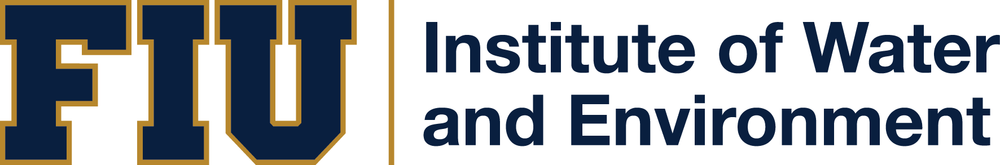 FIU
Institute of Water
and Environment